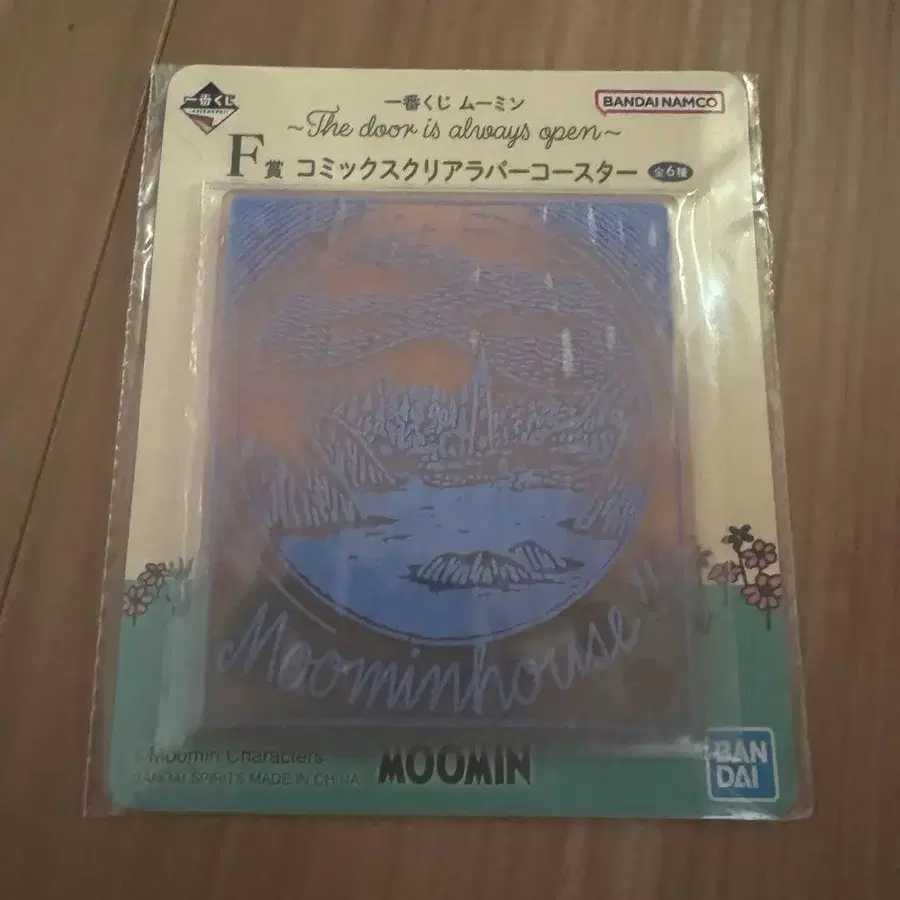 一番くじ
一番くじ ムーミン
BANDAI NAMCO
~The door is always open~
F賞 コミックスクリアラバーコースター 全6種
Moominhouse"
©Moomin Characters
BANDAI SPIRITS MADE IN CHINA
MOOMIN
BAN
DAI